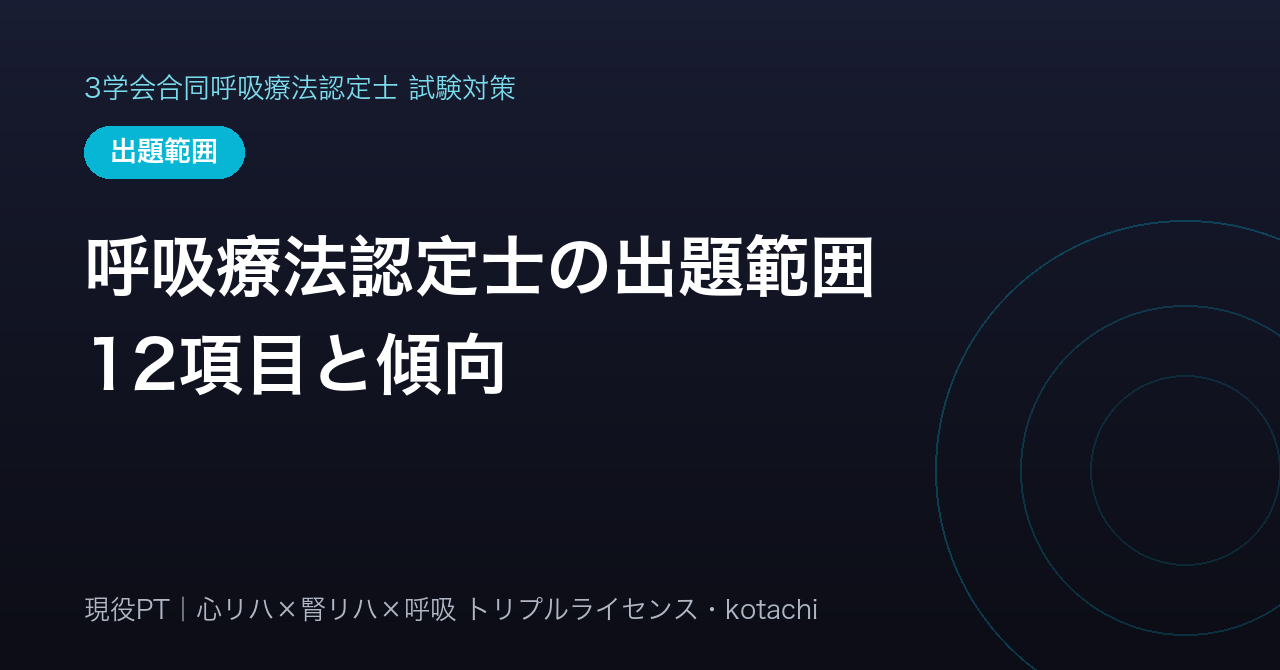 3学会合同呼吸療法認定士 試験対策
出題範囲
呼吸療法認定士の出題範囲
12項目と傾向
現役PT｜心リハ×腎リハ×呼吸 トリプルライセンス・kotachi